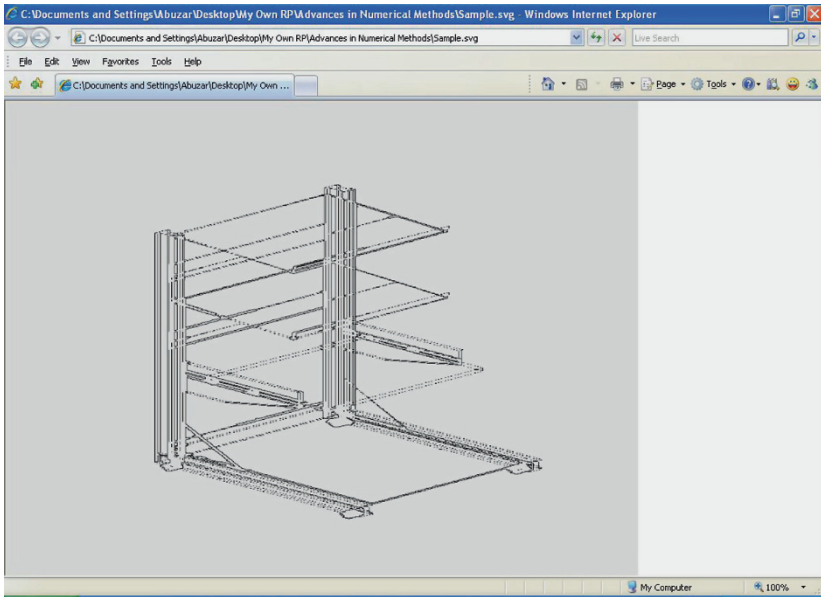 C:\Documents and Settings\Abuzar\Desktop\My Own RP\Advances in Numerical Methods\Sample.svg - Windows Internet Explorer
C:\Documents and Settings\Abuzar\Desktop\My Own RP\Advances in Numerical Methods\Sample.svg
Live Search
File Edit View Favorites Tools Help
C:\Documents and Settings\Abuzar\Desktop\My Own ...
Page Tools
My Computer 100%